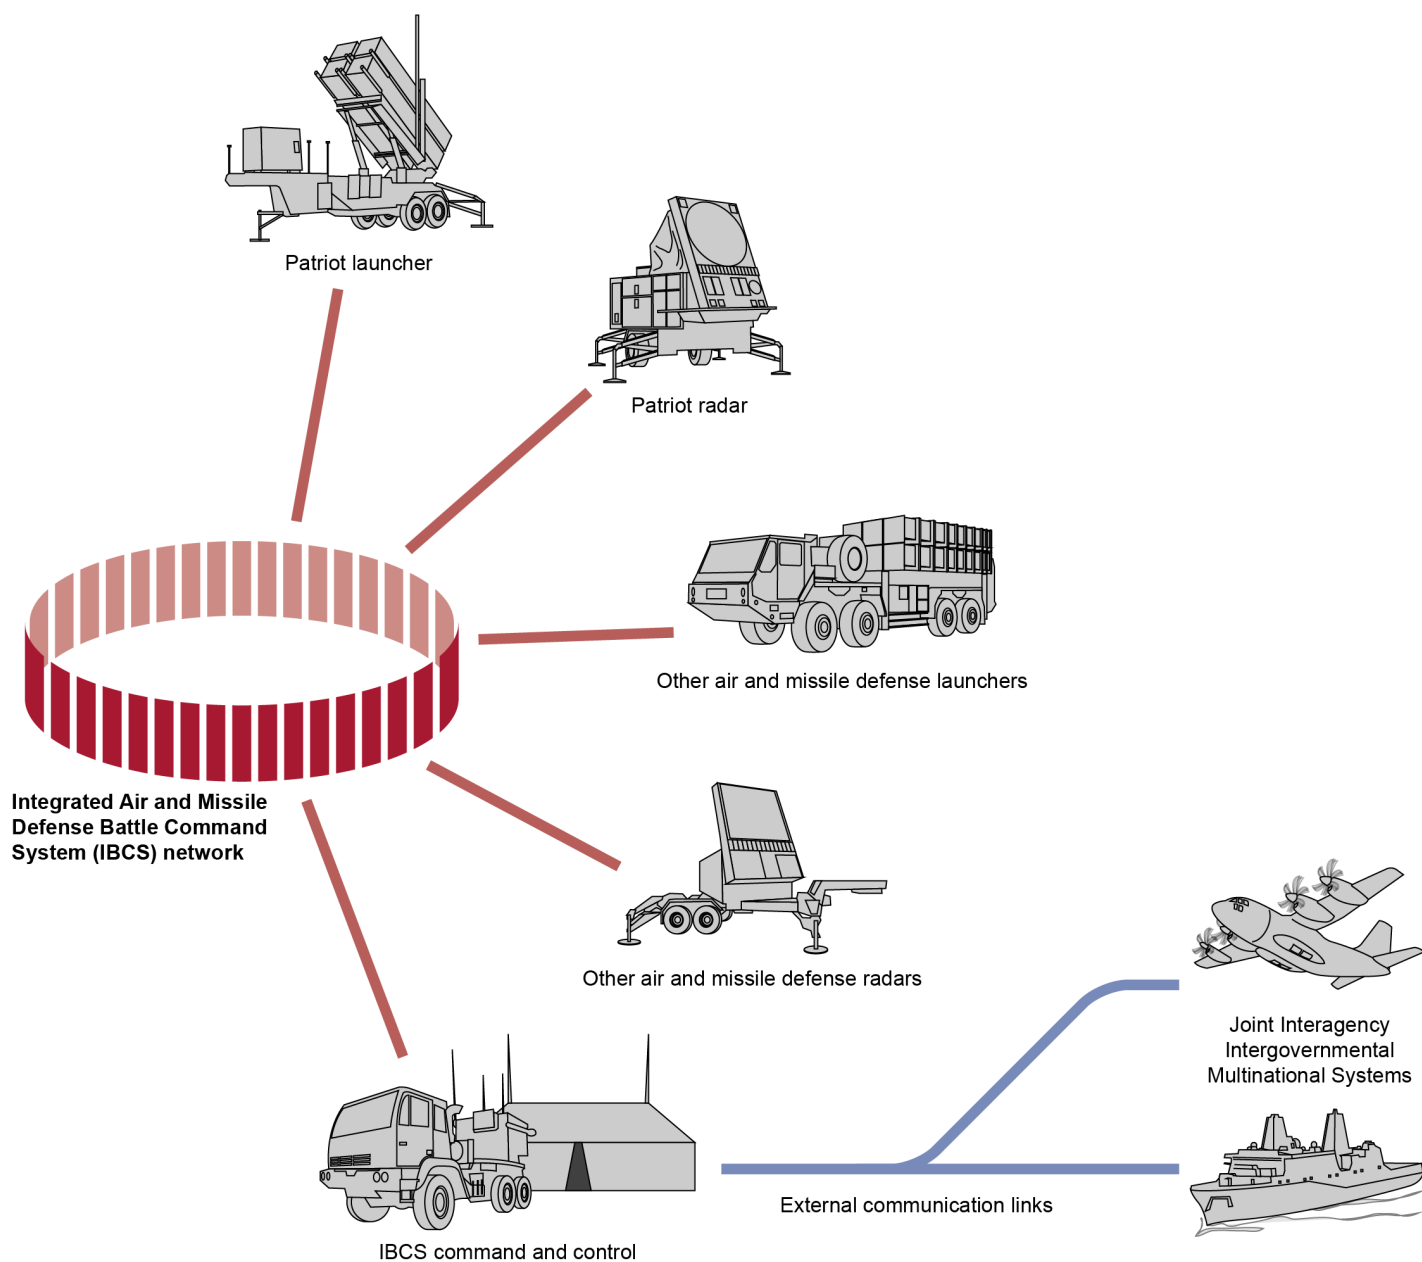 Patriot launcher
Patriot radar
Other air and missile defense launchers
Integrated Air and Missile
Defense Battle Command
System (IBCS) network
Other air and missile defense radars
Joint Interagency
Intergovernmental
Multinational Systems
External communication links
IBCS command and control